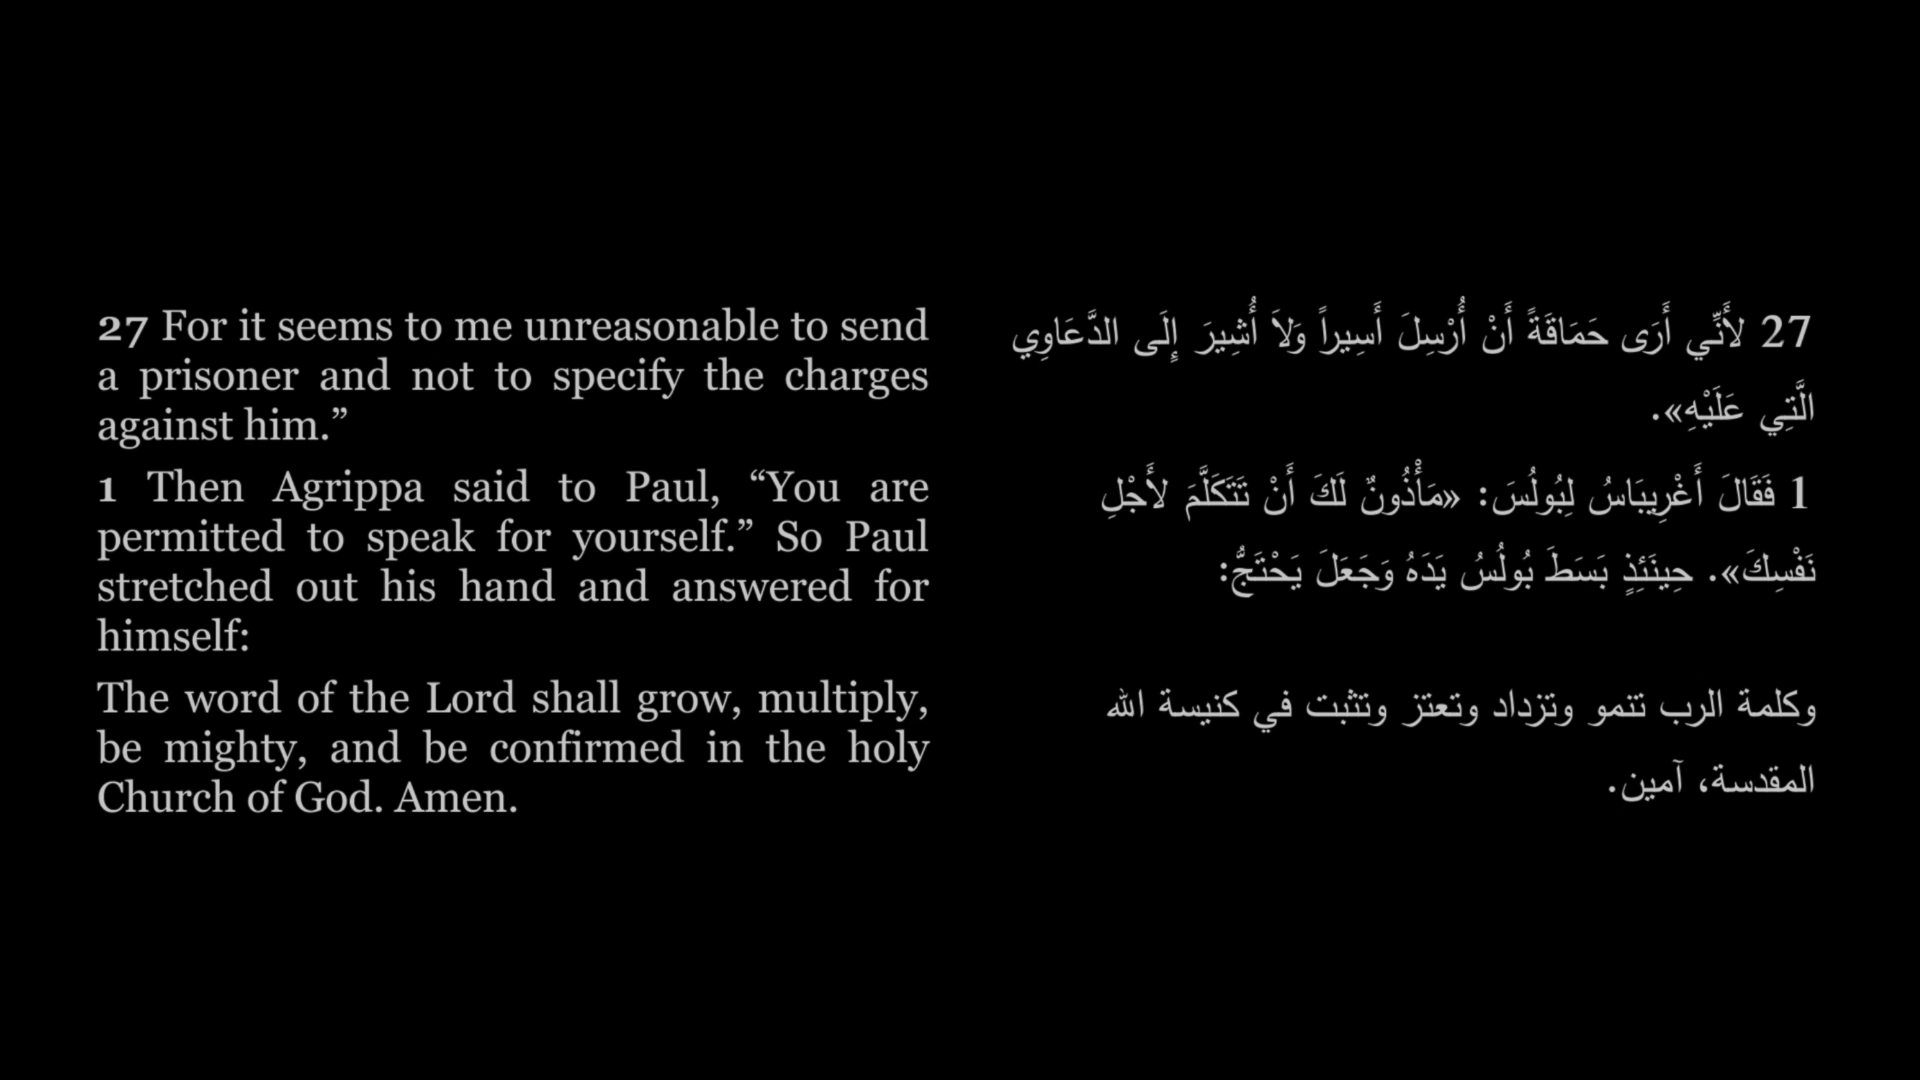 27 For it seems to me unreasonable to send
a prisoner and not to specify the charges
against him.”
1 Then Agrippa said to Paul, “You are
permitted to speak for yourself.” So Paul
stretched out his hand and answered for
himself:
The word of the Lord shall grow, multiply,
be mighty, and be confirmed in the holy
Church of God. Amen.
27 لأَنِّي أَرَى حَمَاقَةً أَنْ أُرْسِلَ أَسِيراً وَلاَ أُشِيرَ إِلَى الدَّعَاوِي
الَّتِي عَلَيْهِ».
1 فَقَالَ أَغْرِيبَاسُ لِبُولُسَ: «مَأْذُونٌ لَكَ أَنْ تَتَكَلَّمَ لأَجْلِ
نَفْسِكَ». حِينَئِذٍ بَسَطَ بُولُسُ يَدَهُ وَجَعَلَ يَحْتَجُّ:
وكلمة الرب تنمو وتزداد وتعتز وتثبت في كنيسة الله
المقدسة، آمين.